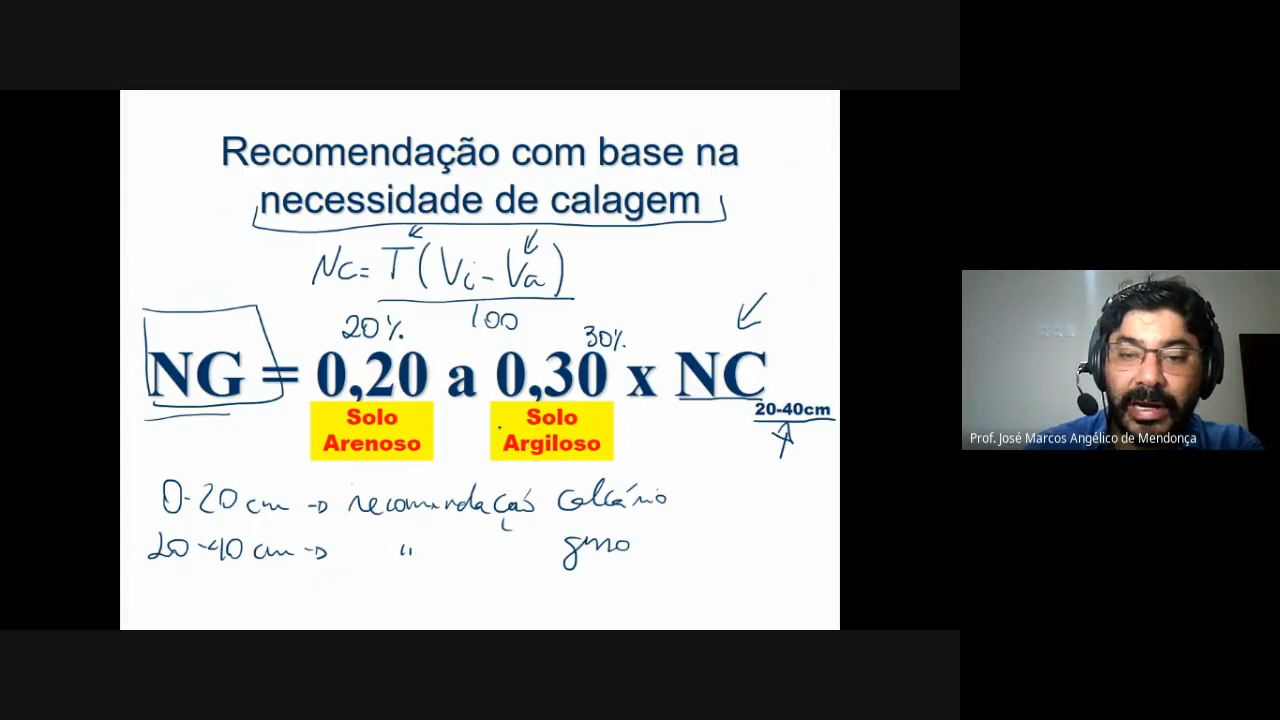 Recomendação com base na
necessidade de calagem
Nc = T (Vi - Va)
100
20%
30%
NG = 0,20 a 0,30 x NC
20-40cm
Solo
Arenoso
Solo
Argiloso
0-20 cm → recomendação calcário
20-40 cm → " gesso
Prof. José Marcos Angélico de Mendonça